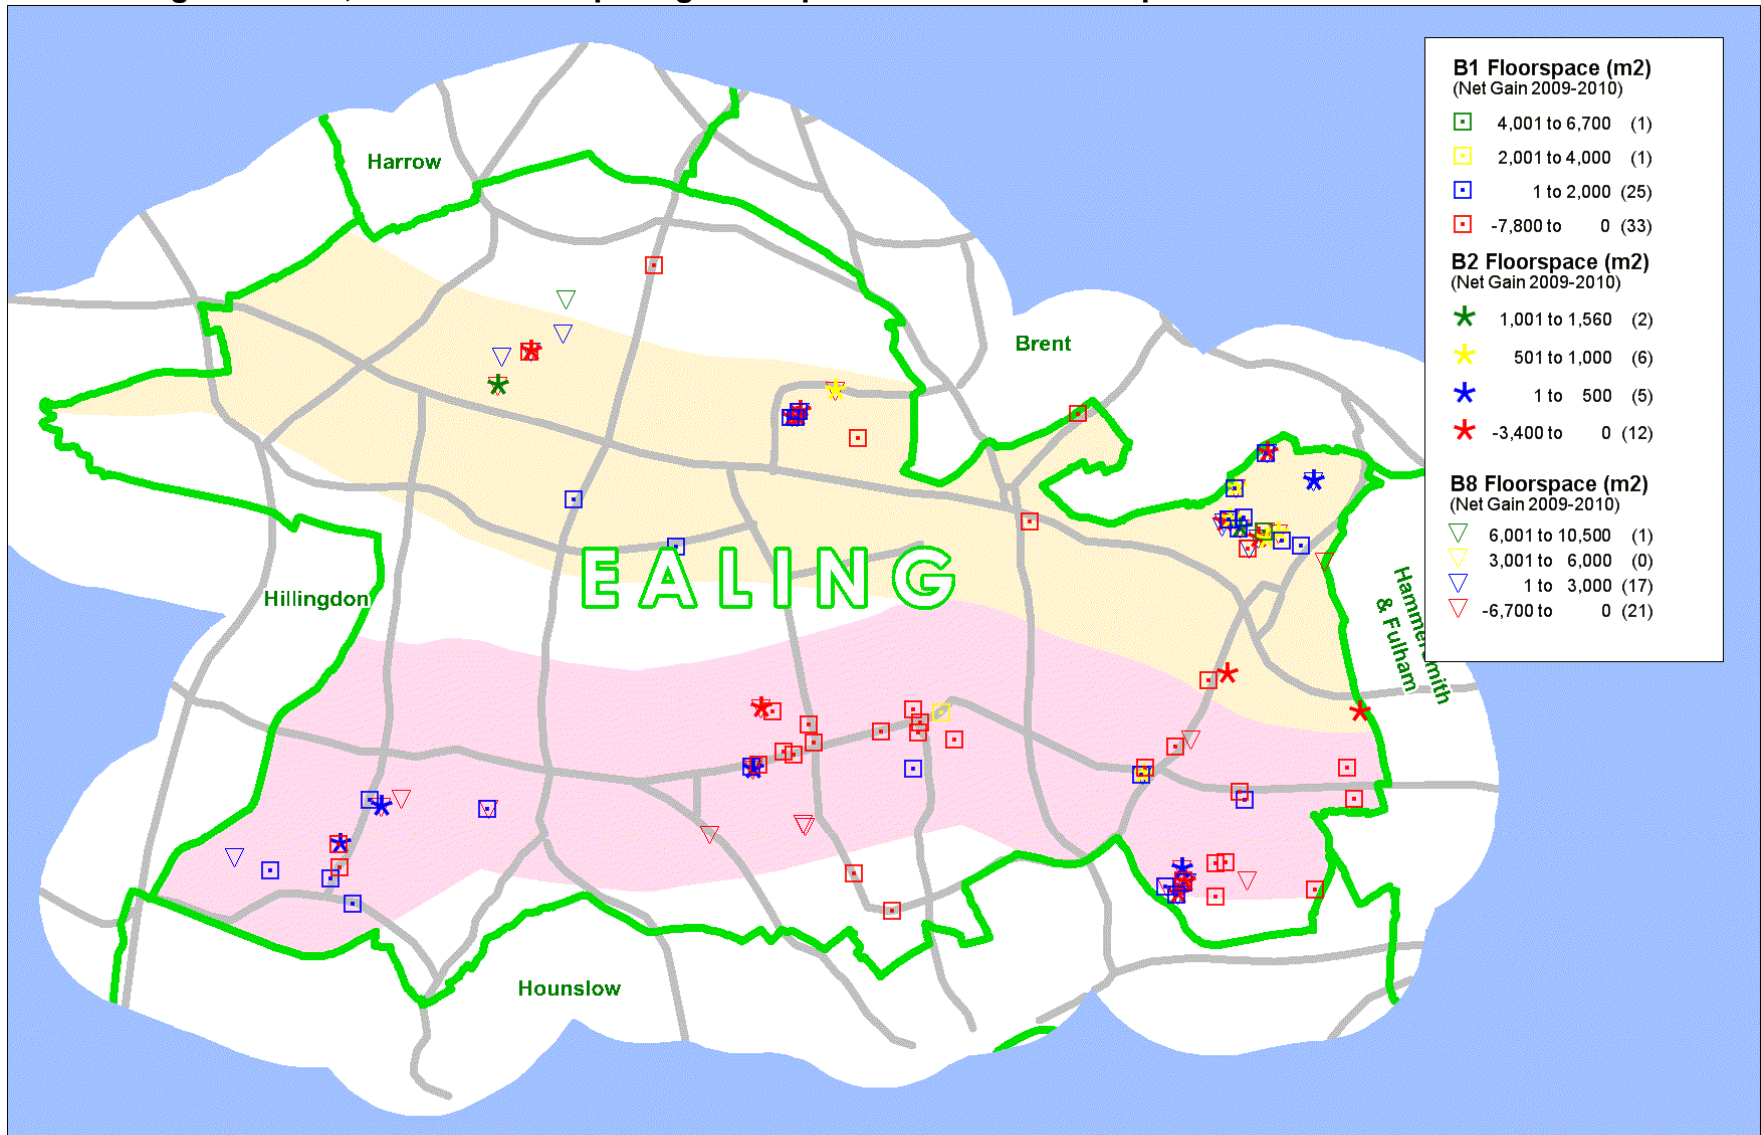 Harrow
Brent
EALING
Hillingdon
Hammersmith
& Fulham
Hounslow
B1 Floorspace (m2)
(Net Gain 2009-2010)
4,001 to 6,700 (1)
2,001 to 4,000 (1)
1 to 2,000 (25)
-7,800 to 0 (33)
B2 Floorspace (m2)
(Net Gain 2009-2010)
1,001 to 1,560 (2)
501 to 1,000 (6)
1 to 500 (5)
-3,400 to 0 (12)
B8 Floorspace (m2)
(Net Gain 2009-2010)
6,001 to 10,500 (1)
3,001 to 6,000 (0)
1 to 3,000 (17)
-6,700 to 0 (21)